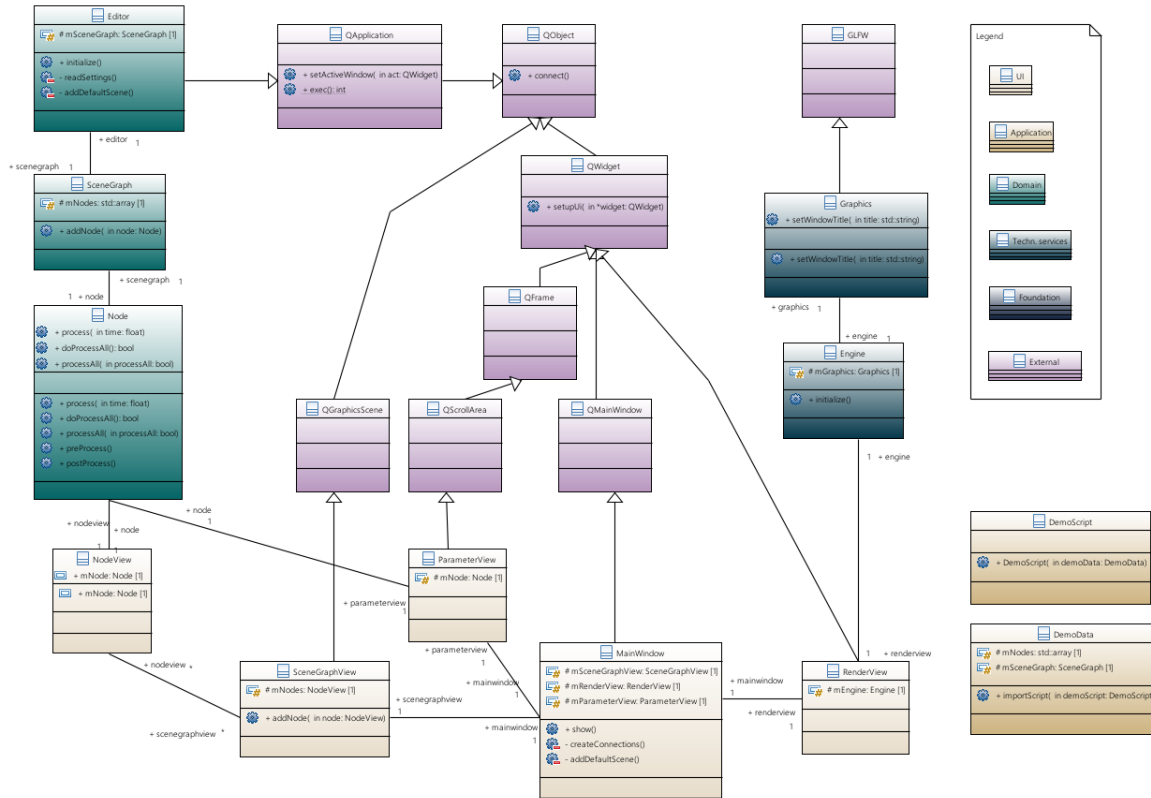 Editor
# mSceneGraph: SceneGraph [1]
+ initialize()
- readSettings()
- addDefaultScene()
QApplication
+ setActiveWindow( in act: QWidget)
+ exec(): int
QObject
+ connect()
GLFW
Legend
UI
Application
Domain
Techn. services
Foundation
External
+ editor
1
+ scenegraph
1
SceneGraph
# mNodes: std::array [1]
+ addNode( in node: Node)
+ scenegraph
1
1
+ node
QWidget
+ setupUi( in *widget: QWidget)
Graphics
+ setWindowTitle( in title: std::string)
+ setWindowTitle( in title: std::string)
+ graphics
1
+ engine
1
Node
+ process( in time: float)
+ doProcessAll(): bool
+ processAll( in processAll: bool)
+ process( in time: float)
+ doProcessAll(): bool
+ processAll( in processAll: bool)
+ preProcess()
+ postProcess()
QFrame
Engine
# mGraphics: Graphics [1]
+ initialize()
1
+ engine
QGraphicsScene
QScrollArea
QMainWindow
+ nodeview
1
+ node
1
+ node
1
NodeView
+ mNode: Node [1]
+ mNode: Node [1]
ParameterView
# mNode: Node [1]
+ parameterview
1
+ parameterview
1
+ mainwindow
1
DemoScript
+ DemoScript( in demoData: DemoData)
DemoData
# mNodes: std::array [1]
# mSceneGraph: SceneGraph [1]
+ importScript( in demoScript: DemoScript
+ nodeview
*
+ scenegraphview
*
SceneGraphView
# mNodes: NodeView [1]
+ addNode( in node: NodeView)
+ scenegraphview
1
+ mainwindow
1
MainWindow
# mSceneGraphView: SceneGraphView [1]
# mRenderView: RenderView [1]
# mParameterView: ParameterView [1]
+ show()
- createConnections()
- addDefaultScene()
+ mainwindow
1
+ renderview
1
1
+ renderview
RenderView
# mEngine: Engine [1]